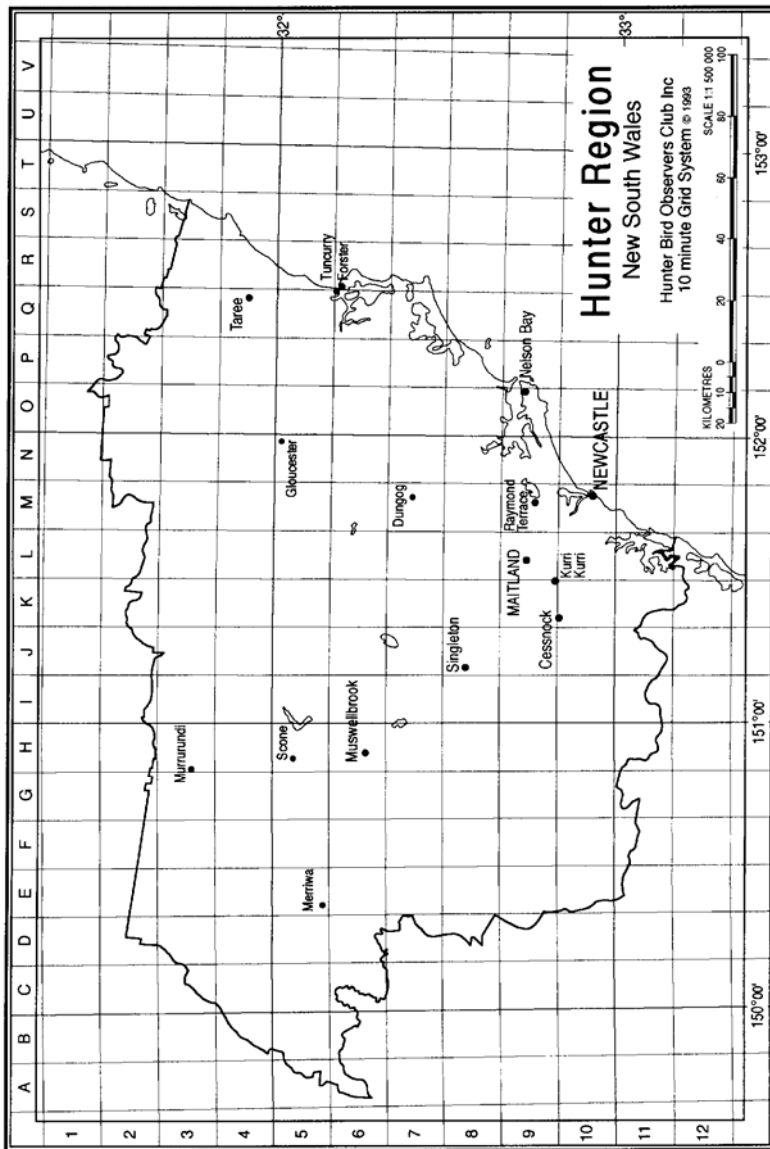 A B C D E F G H I J K L M N O P Q R S T U V
1
2
3
4
5
6
7
8
9
10
11
12
32°
33°
Murrurundi
Taree
Gloucester
Scone
Merriwa
Tuncurry
Forster
Muswellbrook
Dungog
Singleton
Raymond
Terrace
Nelson Bay
MAITLAND
Kurri
Kurri
Cessnock
NEWCASTLE
Hunter Region
New South Wales
Hunter Bird Observers Club Inc
10 minute Grid System © 1993
SCALE 1:1 500 000
KILOMETRES
20 10 0 20 40 60 80 100
150°00' 151°00' 152°00' 153°00'